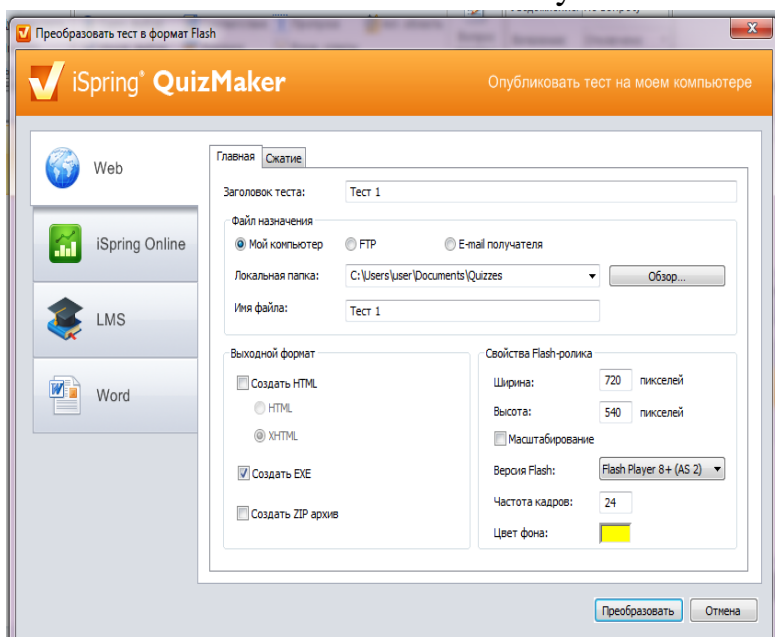 Преобразовать тест в формат Flash
iSpring® QuizMaker
Опубликовать тест на моем компьютере
Web
iSpring Online
LMS
Word
Главная Сжатие
Заголовок теста: Тест 1
Файл назначения
Мой компьютер FTP E-mail получателя
Локальная папка: C:\Users\user\Documents\Quizzes Обзор...
Имя файла: Тест 1
Выходной формат
Создать HTML
HTML
XHTML
Создать EXE
Создать ZIP архив
Свойства Flash-ролика
Ширина: 720 пикселей
Высота: 540 пикселей
Масштабирование
Версия Flash: Flash Player 8+ (AS 2)
Частота кадров: 24
Цвет фона:
Преобразовать Отмена